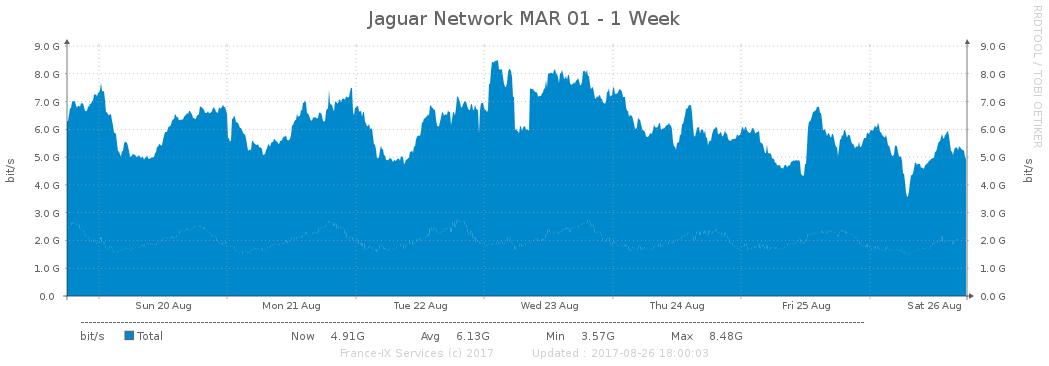 Jaguar Network MAR 01 - 1 Week
RRDTOOL / TOBI OETIKER
9.0 G 9.0 G
8.0 G 8.0 G
7.0 G 7.0 G
6.0 G 6.0 G
5.0 G 5.0 G
4.0 G 4.0 G
3.0 G 3.0 G
2.0 G 2.0 G
1.0 G 1.0 G
0.0 0.0 G
bit/s
bit/s
Sun 20 Aug Mon 21 Aug Tue 22 Aug Wed 23 Aug Thu 24 Aug Fri 25 Aug Sat 26 Aug
bit/s Total Now 4.91G Avg 6.13G Min 3.57G Max 8.48G
France-IX Services (c) 2017 Updated : 2017-08-26 18:00:03